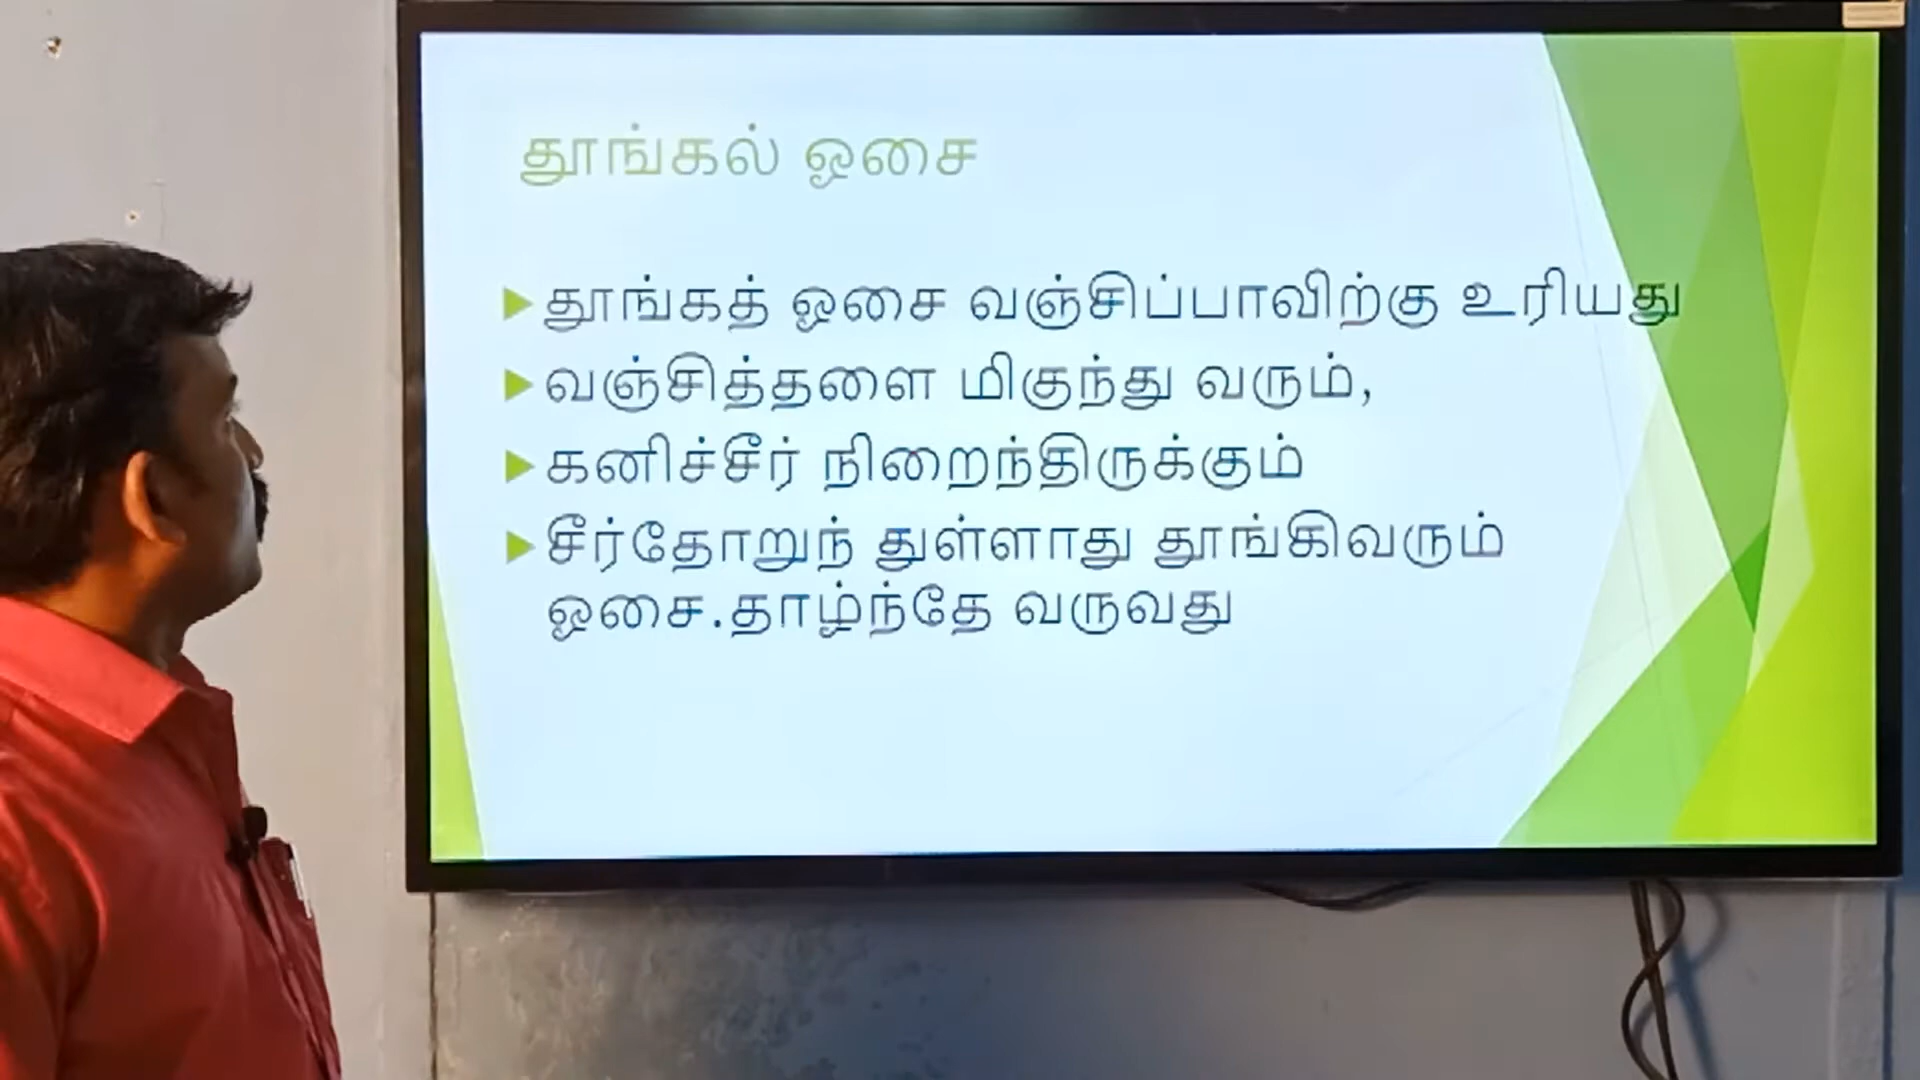 தூங்கல் ஓசை
தூங்கத் ஓசை வஞ்சிப்பாவிற்கு உரியது
வஞ்சித்தளை மிகுந்து வரும்,
கனிச்சீர் நிறைந்திருக்கும்
சீர்தோறுந் துள்ளாது தூங்கிவரும்
ஓசை.தாழ்ந்தே வருவது